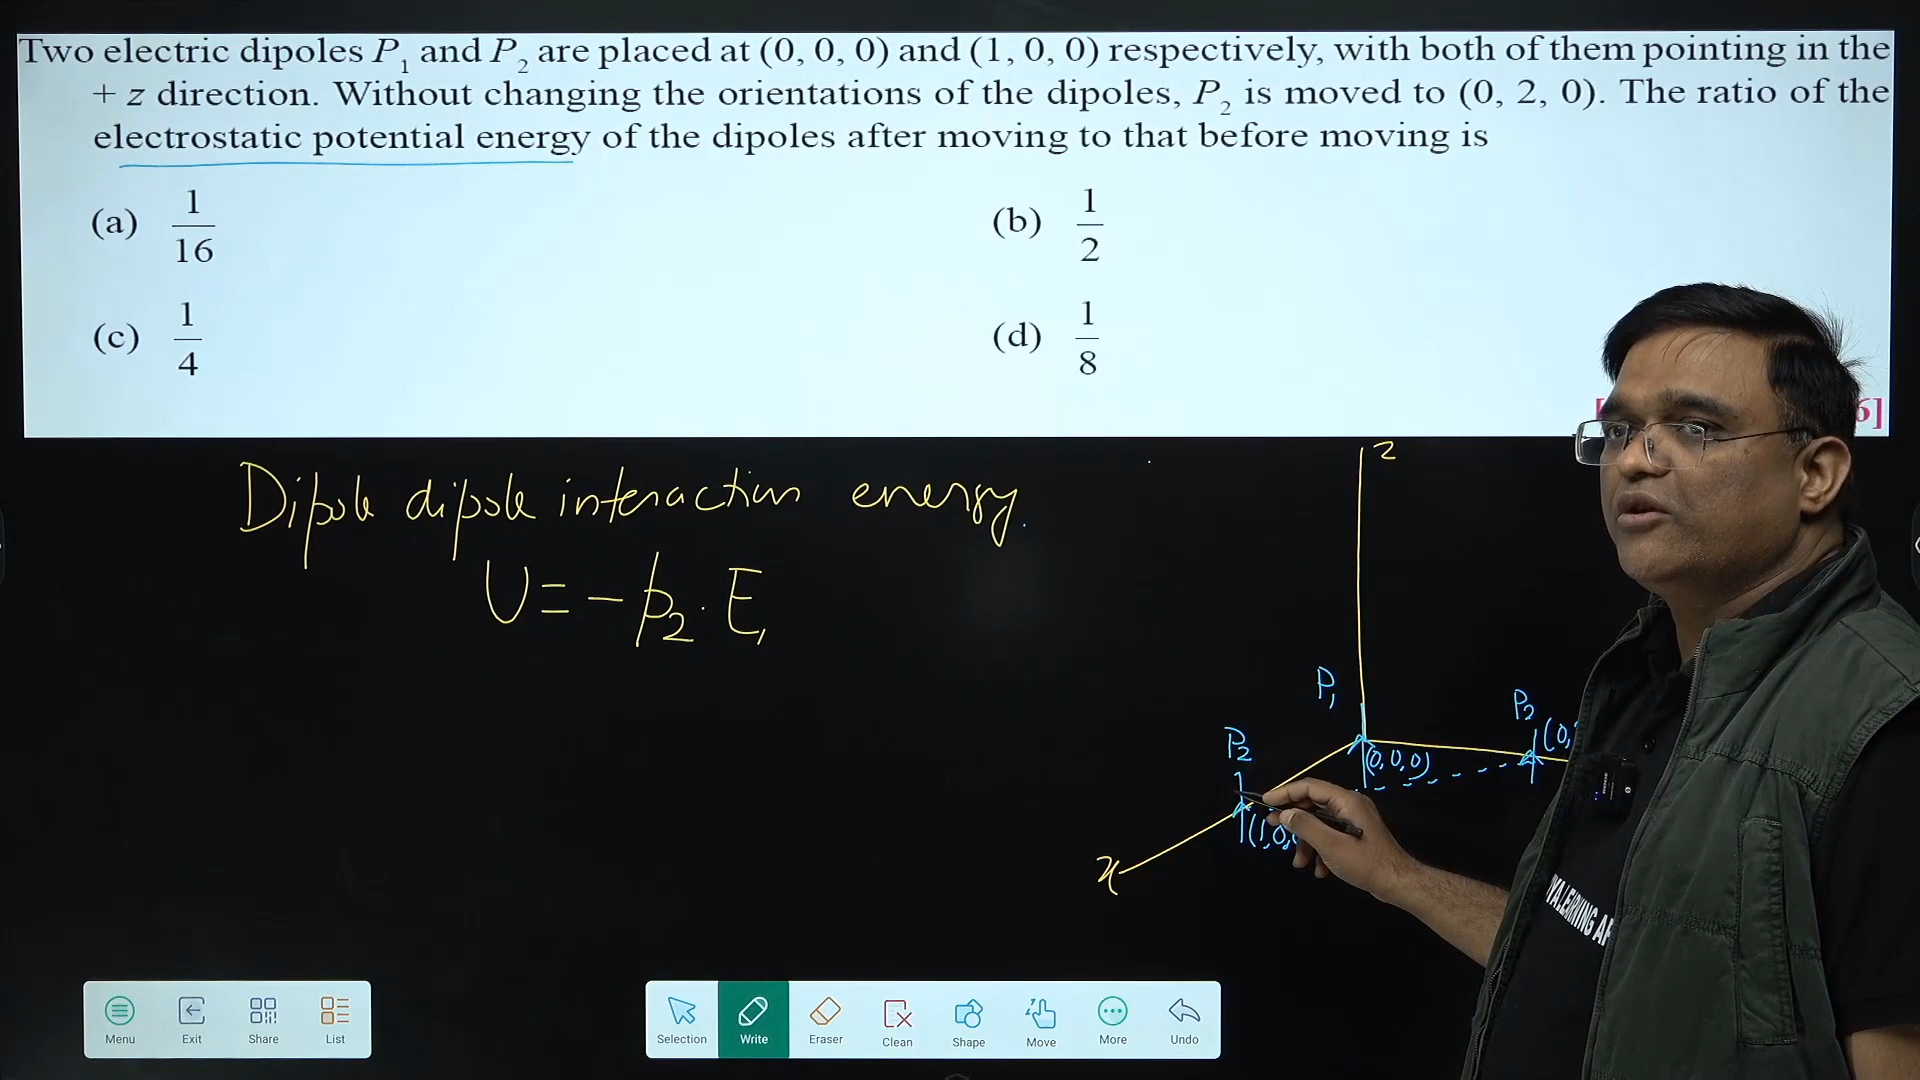 Two electric dipoles P₁ and P₂ are placed at (0, 0, 0) and (1, 0, 0) respectively, with both of them pointing in the
+ z direction. Without changing the orientations of the dipoles, P₂ is moved to (0, 2, 0). The ratio of the
electrostatic potential energy of the dipoles after moving to that before moving is
(a) 1/16
(b) 1/2
(c) 1/4
(d) 1/8
6]
Dipole dipole interaction energy.
U = - p₂ . E₁
z
P₁
P₂
(0,
P₂
(0,0,0)
(1,0,
x
Menu
Exit
Share
List
Selection
Write
Eraser
Clean
Shape
Move
More
Undo